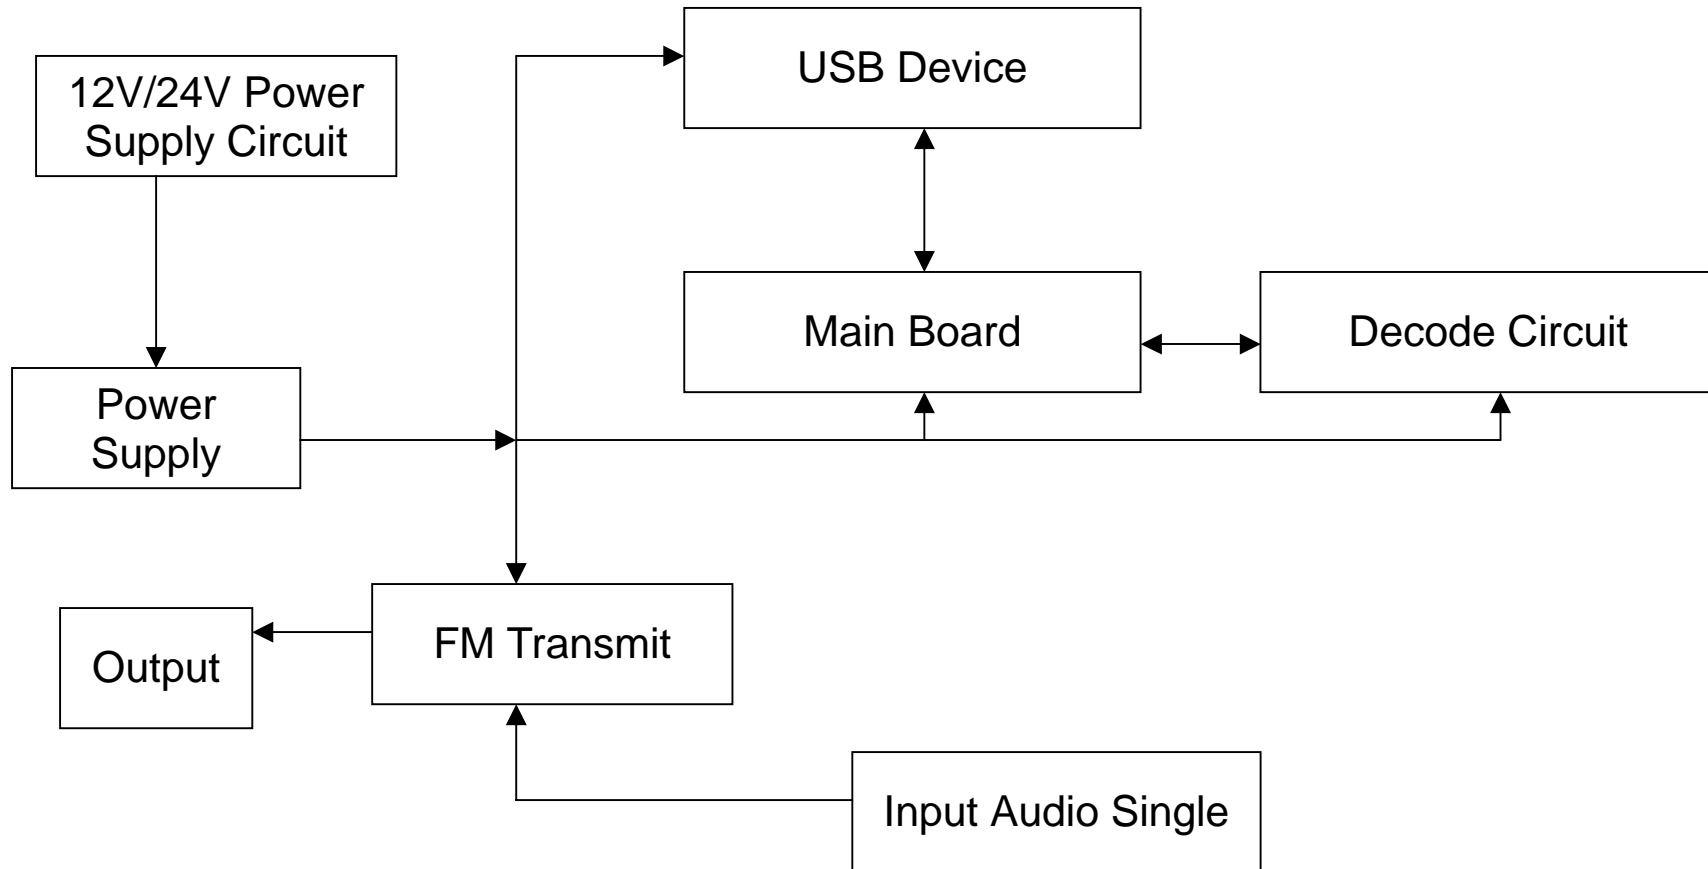 USB Device
12V/24V Power
Supply Circuit
Main Board
Decode Circuit
Power
Supply
FM Transmit
Output
Input Audio Single